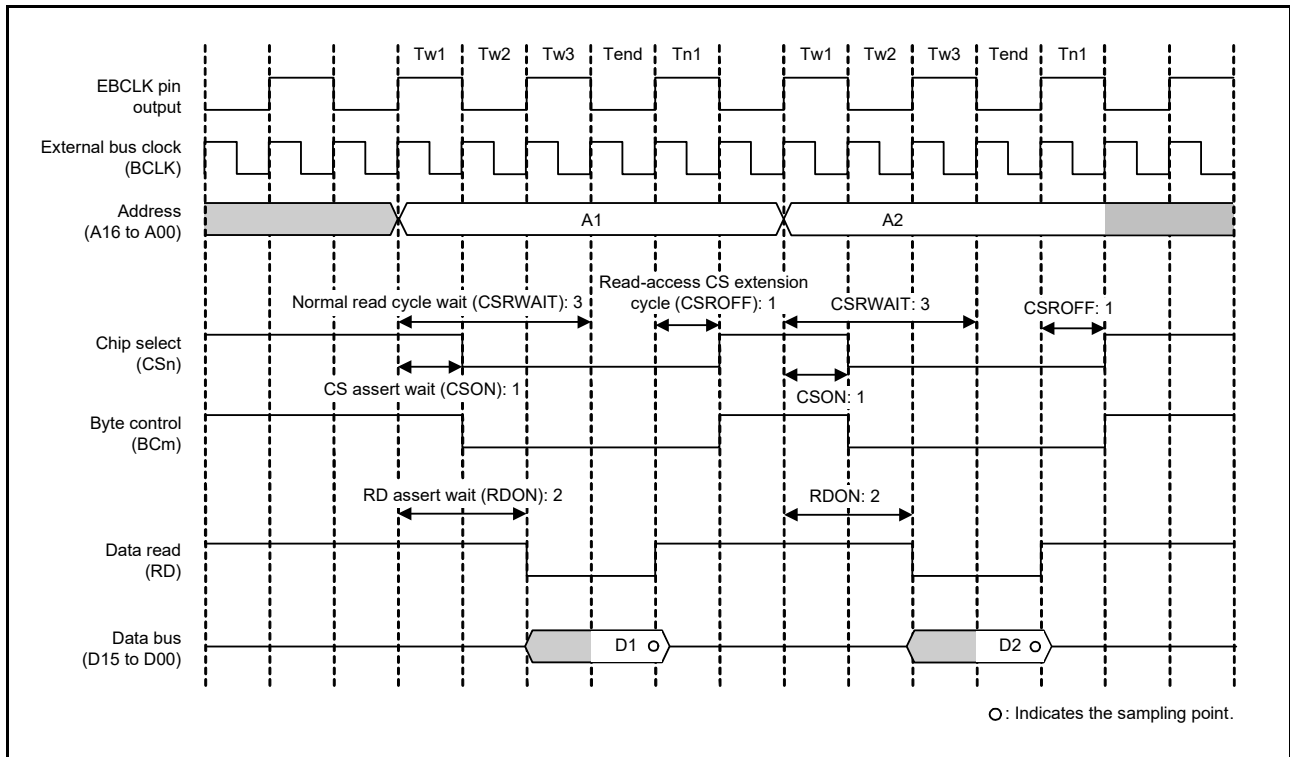 Tw1 Tw2 Tw3 Tend Tn1 Tw1 Tw2 Tw3 Tend Tn1
EBCLK pin
output
External bus clock
(BCLK)
Address
(A16 to A00)
A1 A2
Normal read cycle wait (CSRWAIT): 3
Read-access CS extension
cycle (CSROFF): 1
CSRWAIT: 3
CSROFF: 1
Chip select
(CSn)
CS assert wait (CSON): 1
CSON: 1
Byte control
(BCm)
RD assert wait (RDON): 2
RDON: 2
Data read
(RD)
Data bus
(D15 to D00)
D1 D2
: Indicates the sampling point.